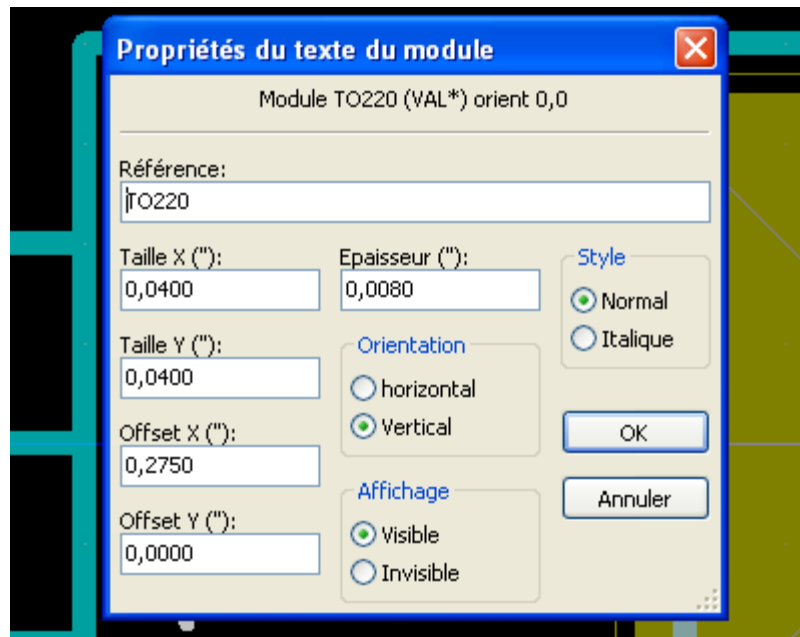 Propriétés du texte du module
Module TO220 (VAL*) orient 0,0
Référence:
TO220
Taille X ("):
0,0400
Epaisseur ("):
0,0080
Style
Normal
Italique
Taille Y ("):
0,0400
Orientation
horizontal
Vertical
Offset X ("):
0,2750
OK
Affichage
Visible
Invisible
Annuler
Offset Y ("):
0,0000